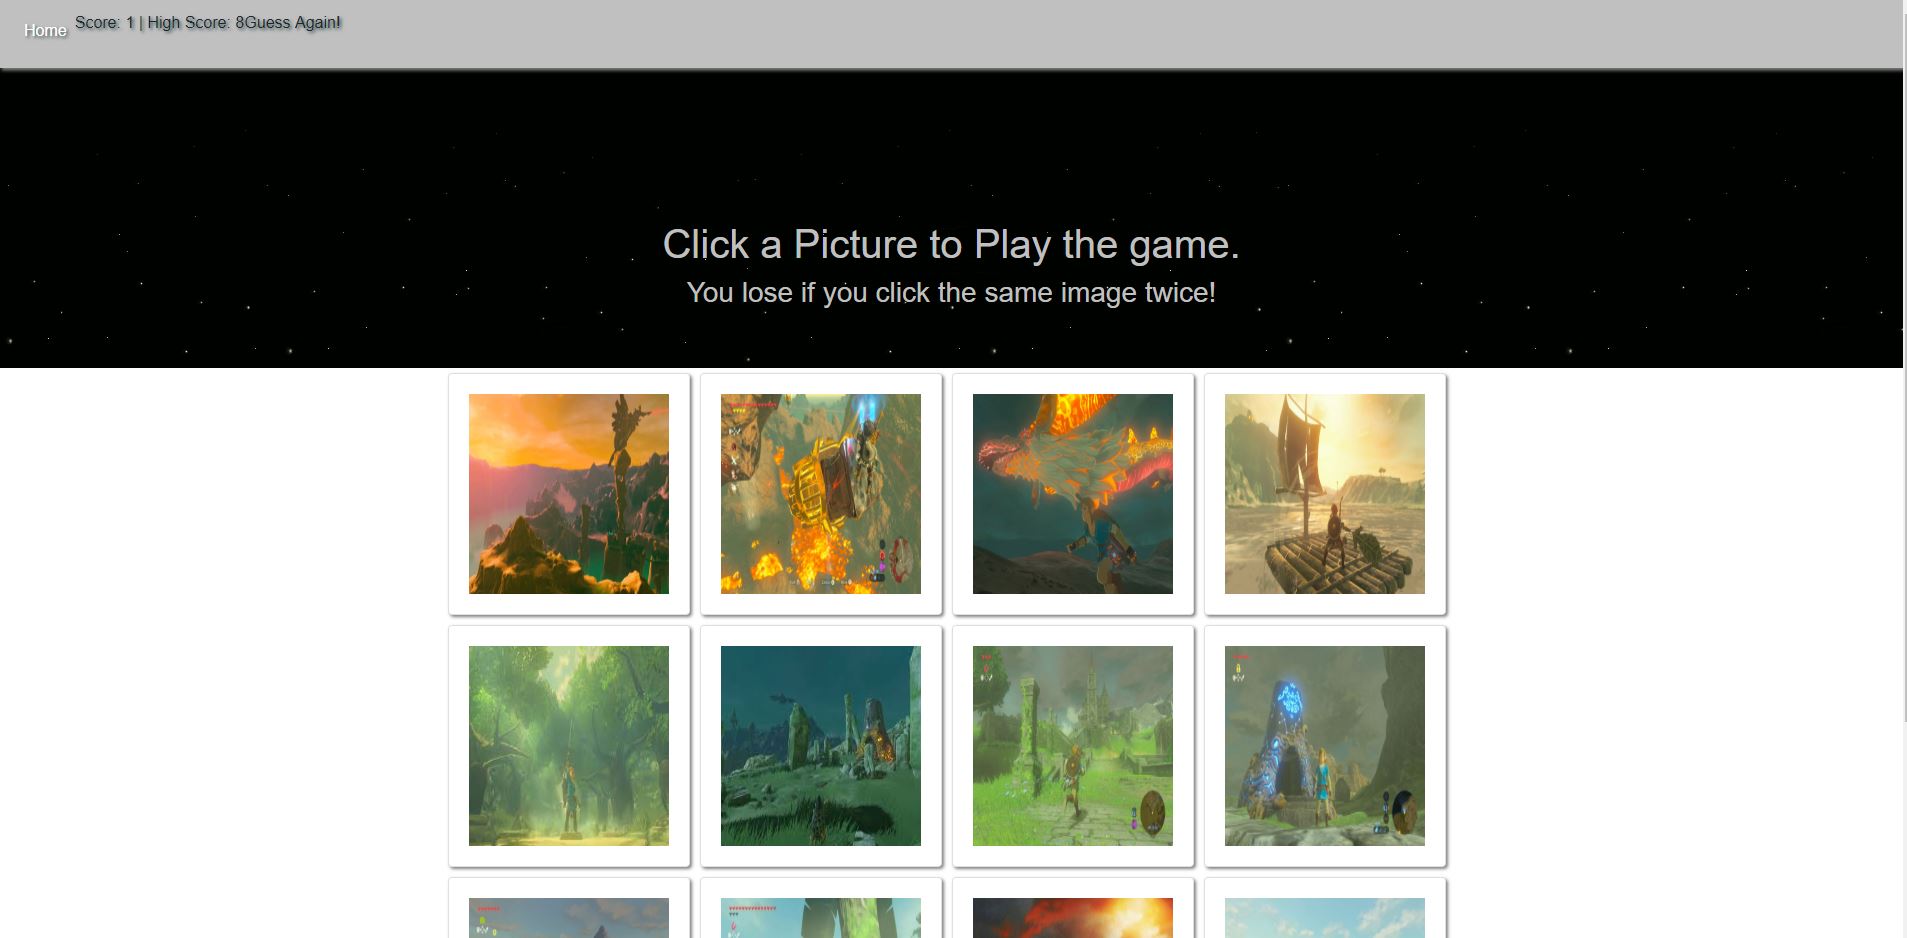 Home
Score: 1 | High Score: 8Guess Again!
Click a Picture to Play the game.
You lose if you click the same image twice!